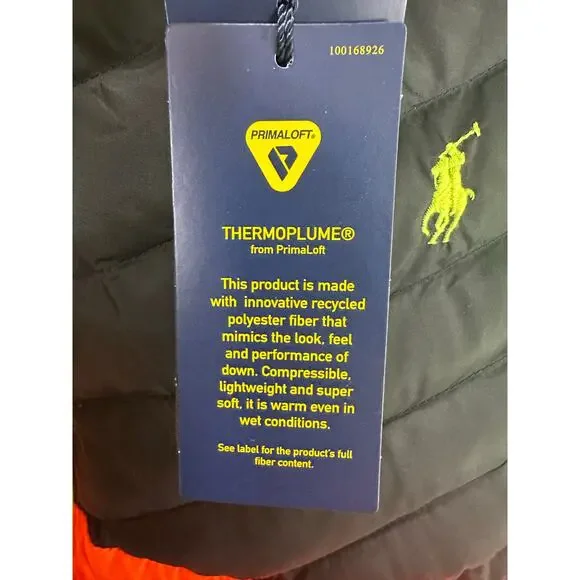 100168926
PRIMALOFT®
THERMOPLUME®
from PrimaLoft
This product is made
with innovative recycled
polyester fiber that
mimics the look, feel
and performance of
down. Compressible,
lightweight and super
soft, it is warm even in
wet conditions.
See label for the product's full
fiber content.